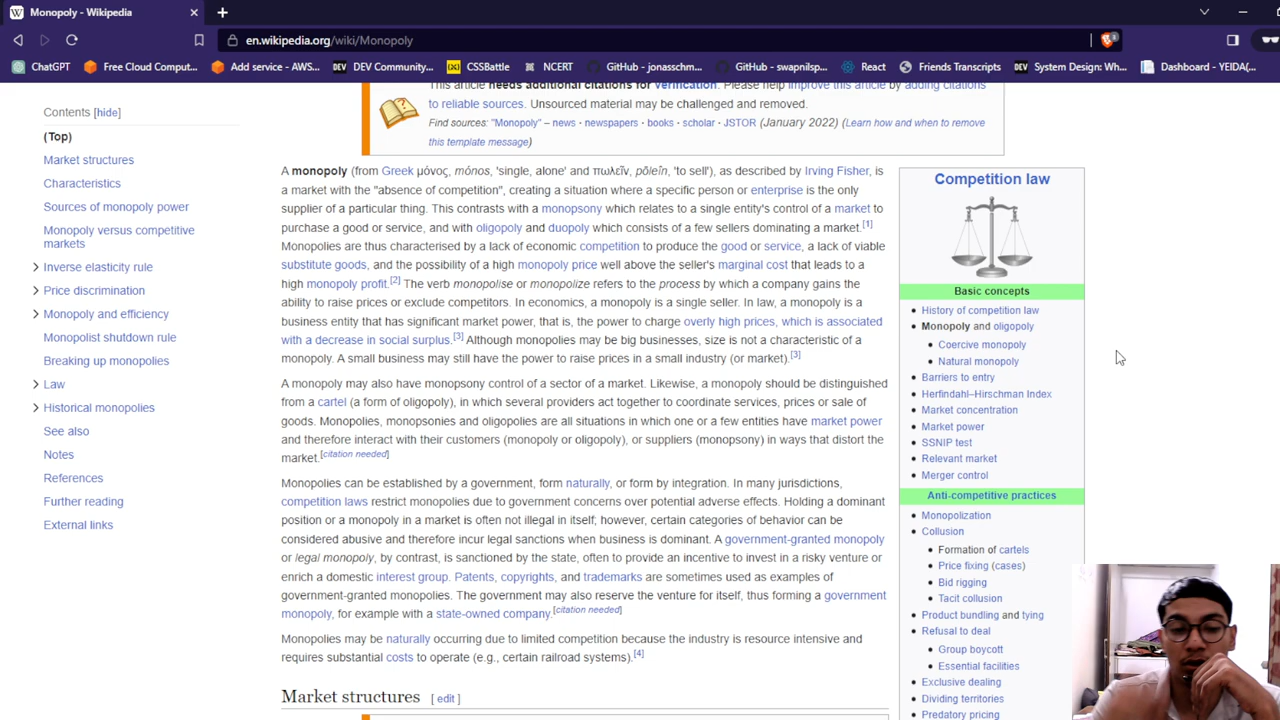 Monopoly - Wikipedia
en.wikipedia.org/wiki/Monopoly
ChatGPT Free Cloud Comput... Add service - AWS... DEV Community... CSSBattle NCERT GitHub - jonasschm... GitHub - swapnilsp... React Friends Transcripts System Design: Wh... Dashboard - YEIDA(...
Contents [hide]
(Top)
Market structures
Characteristics
Sources of monopoly power
Monopoly versus competitive
markets
Inverse elasticity rule
Price discrimination
Monopoly and efficiency
Monopolist shutdown rule
Breaking up monopolies
Law
Historical monopolies
See also
Notes
References
Further reading
External links
This article needs additional citations for verification. Please help improve this article by adding citations
to reliable sources. Unsourced material may be challenged and removed.
Find sources: "Monopoly" – news · newspapers · books · scholar · JSTOR (January 2022) (Learn how and when to remove
this template message)
A monopoly (from Greek μόνος, mónos, 'single, alone' and πωλεῖν, pōleîn, 'to sell'), as described by Irving Fisher, is
a market with the "absence of competition", creating a situation where a specific person or enterprise is the only
supplier of a particular thing. This contrasts with a monopsony which relates to a single entity's control of a market to
purchase a good or service, and with oligopoly and duopoly which consists of a few sellers dominating a market.[1]
Monopolies are thus characterised by a lack of economic competition to produce the good or service, a lack of viable
substitute goods, and the possibility of a high monopoly price well above the seller's marginal cost that leads to a
high monopoly profit.[2] The verb monopolise or monopolize refers to the process by which a company gains the
ability to raise prices or exclude competitors. In economics, a monopoly is a single seller. In law, a monopoly is a
business entity that has significant market power, that is, the power to charge overly high prices, which is associated
with a decrease in social surplus.[3] Although monopolies may be big businesses, size is not a characteristic of a
monopoly. A small business may still have the power to raise prices in a small industry (or market).[3]
A monopoly may also have monopsony control of a sector of a market. Likewise, a monopoly should be distinguished
from a cartel (a form of oligopoly), in which several providers act together to coordinate services, prices or sale of
goods. Monopolies, monopsonies and oligopolies are all situations in which one or a few entities have market power
and therefore interact with their customers (monopoly or oligopoly), or suppliers (monopsony) in ways that distort the
market.[citation needed]
Monopolies can be established by a government, form naturally, or form by integration. In many jurisdictions,
competition laws restrict monopolies due to government concerns over potential adverse effects. Holding a dominant
position or a monopoly in a market is often not illegal in itself; however, certain categories of behavior can be
considered abusive and therefore incur legal sanctions when business is dominant. A government-granted monopoly
or legal monopoly, by contrast, is sanctioned by the state, often to provide an incentive to invest in a risky venture or
enrich a domestic interest group. Patents, copyrights, and trademarks are sometimes used as examples of
government-granted monopolies. The government may also reserve the venture for itself, thus forming a government
monopoly, for example with a state-owned company.[citation needed]
Monopolies may be naturally occurring due to limited competition because the industry is resource intensive and
requires substantial costs to operate (e.g., certain railroad systems).[4]
Market structures [ edit ]
Competition law
Basic concepts
History of competition law
Monopoly and oligopoly
Coercive monopoly
Natural monopoly
Barriers to entry
Herfindahl–Hirschman Index
Market concentration
Market power
SSNIP test
Relevant market
Merger control
Anti-competitive practices
Monopolization
Collusion
Formation of cartels
Price fixing (cases)
Bid rigging
Tacit collusion
Product bundling and tying
Refusal to deal
Group boycott
Essential facilities
Exclusive dealing
Dividing territories
Predatory pricing